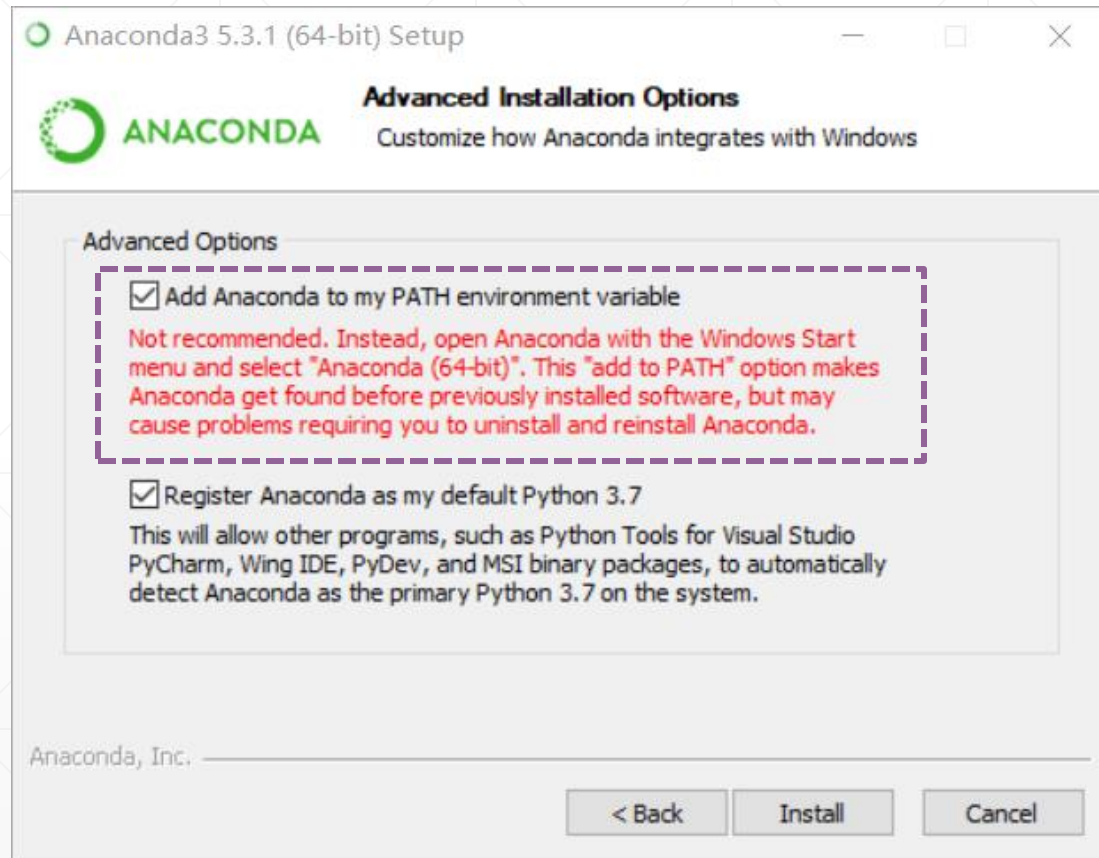 Anaconda3 5.3.1 (64-bit) Setup
ANACONDA
Advanced Installation Options
Customize how Anaconda integrates with Windows
Advanced Options
Add Anaconda to my PATH environment variable
Not recommended. Instead, open Anaconda with the Windows Start
menu and select "Anaconda (64-bit)". This "add to PATH" option makes
Anaconda get found before previously installed software, but may
cause problems requiring you to uninstall and reinstall Anaconda.
Register Anaconda as my default Python 3.7
This will allow other programs, such as Python Tools for Visual Studio
PyCharm, Wing IDE, PyDev, and MSI binary packages, to automatically
detect Anaconda as the primary Python 3.7 on the system.
Anaconda, Inc.
< Back
Install
Cancel